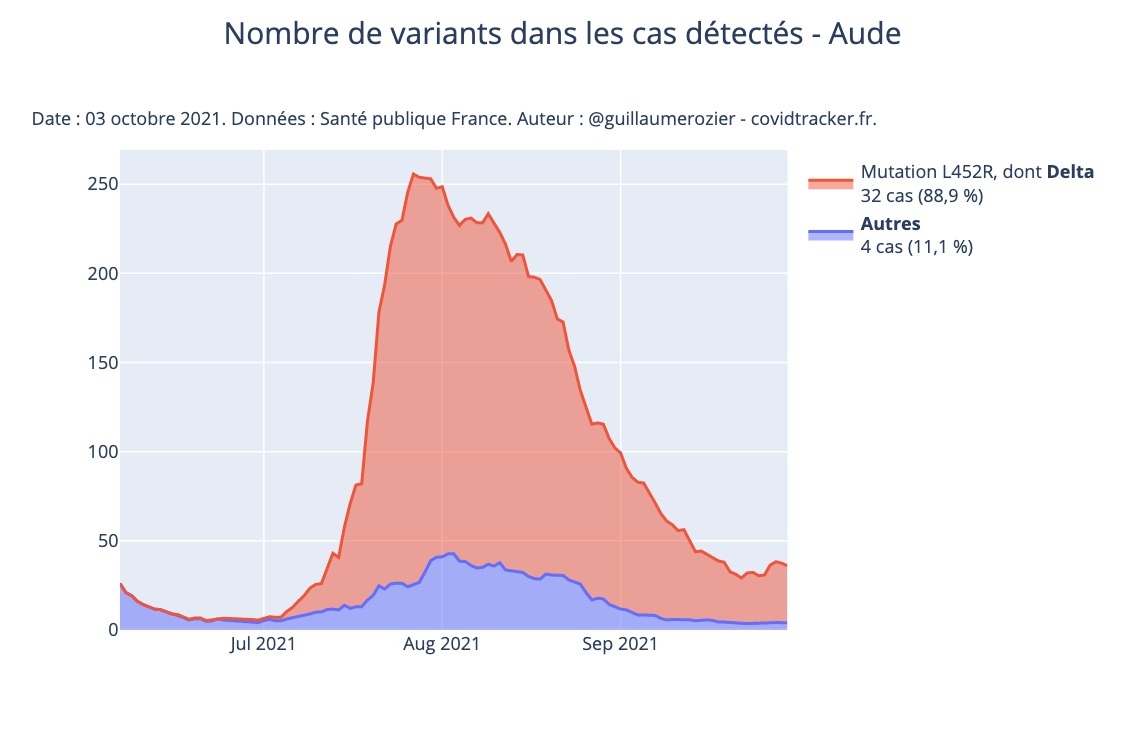 Nombre de variants dans les cas détectés - Aude
Date : 03 octobre 2021. Données : Santé publique France. Auteur : @guillaumerozier - covidtracker.fr.
Mutation L452R, dont Delta
32 cas (88,9 %)
Autres
4 cas (11,1 %)
250
200
150
100
50
0
Jul 2021
Aug 2021
Sep 2021